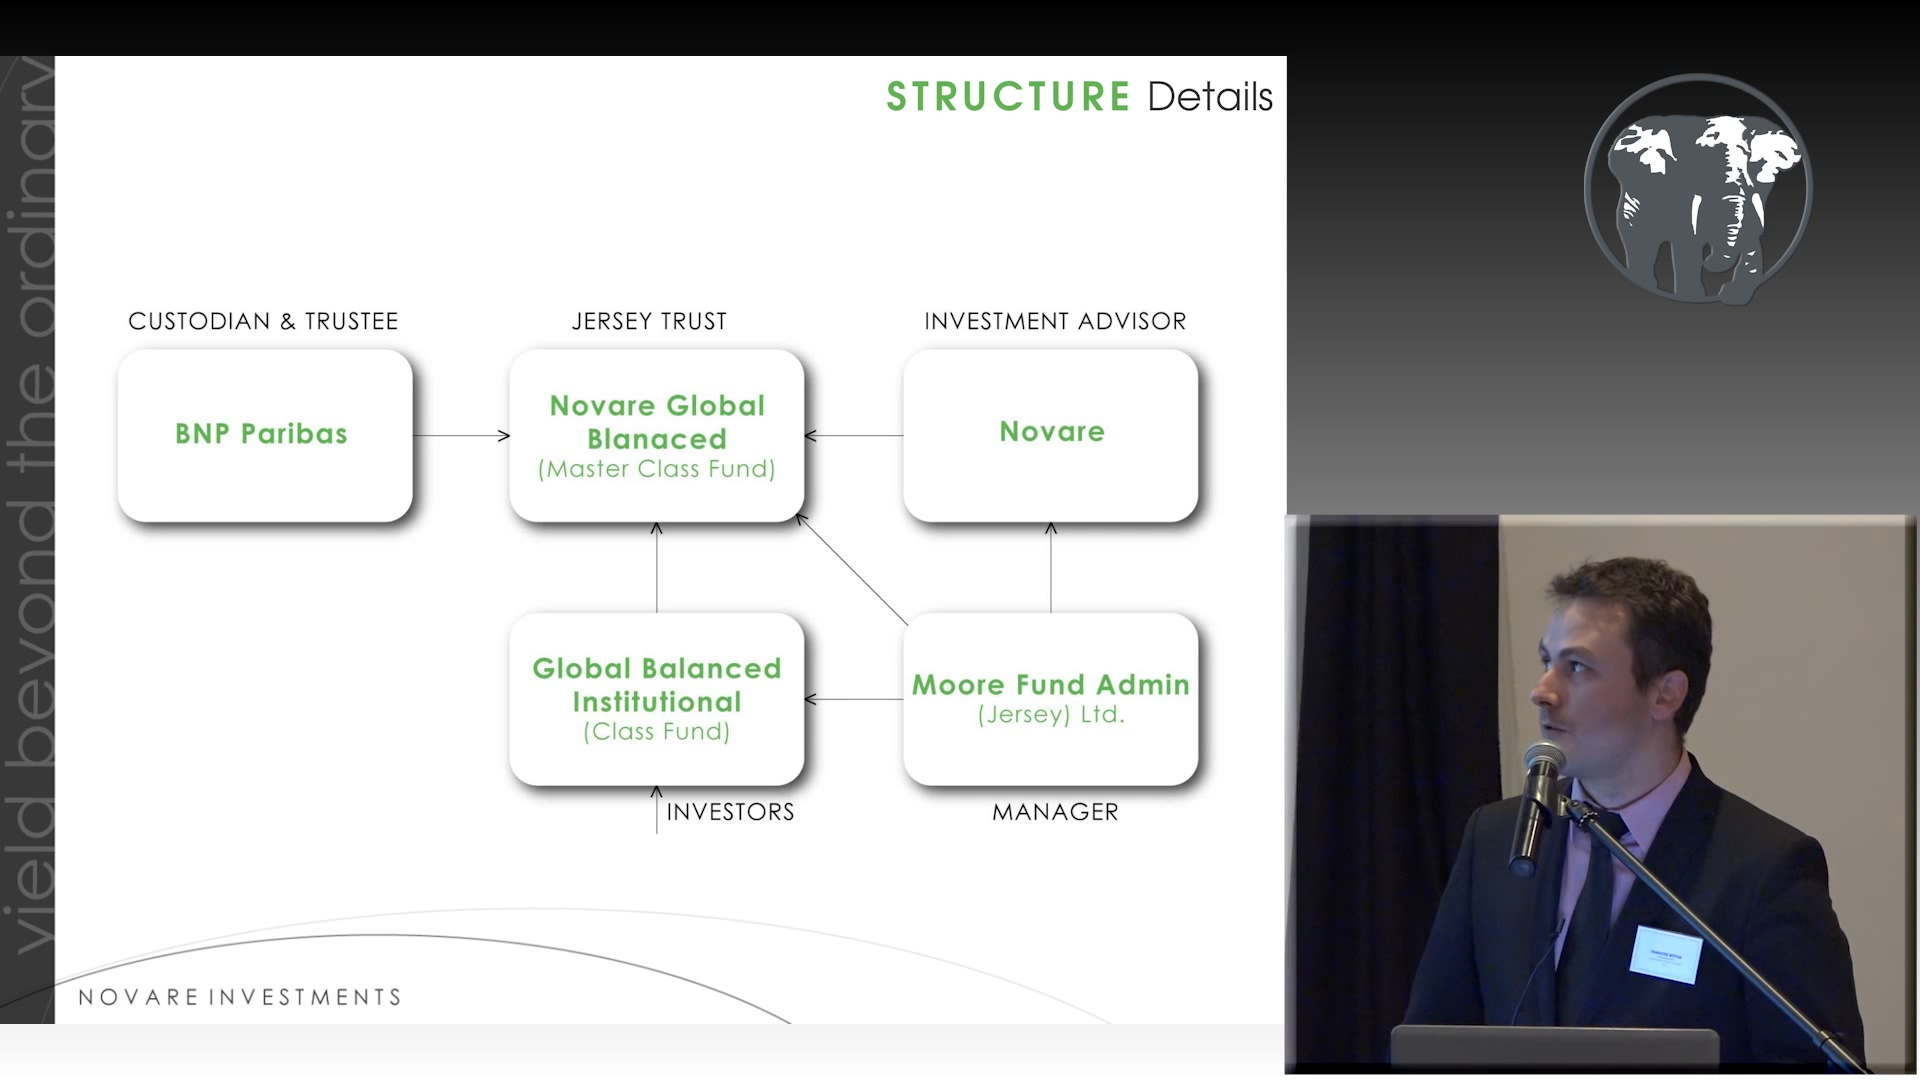 STRUCTURE Details
yield beyond the ordinary
CUSTODIAN & TRUSTEE
JERSEY TRUST
INVESTMENT ADVISOR
BNP Paribas
Novare Global
Blanaced
(Master Class Fund)
Novare
Global Balanced
Institutional
(Class Fund)
Moore Fund Admin
(Jersey) Ltd.
INVESTORS
MANAGER
NOVARE INVESTMENTS